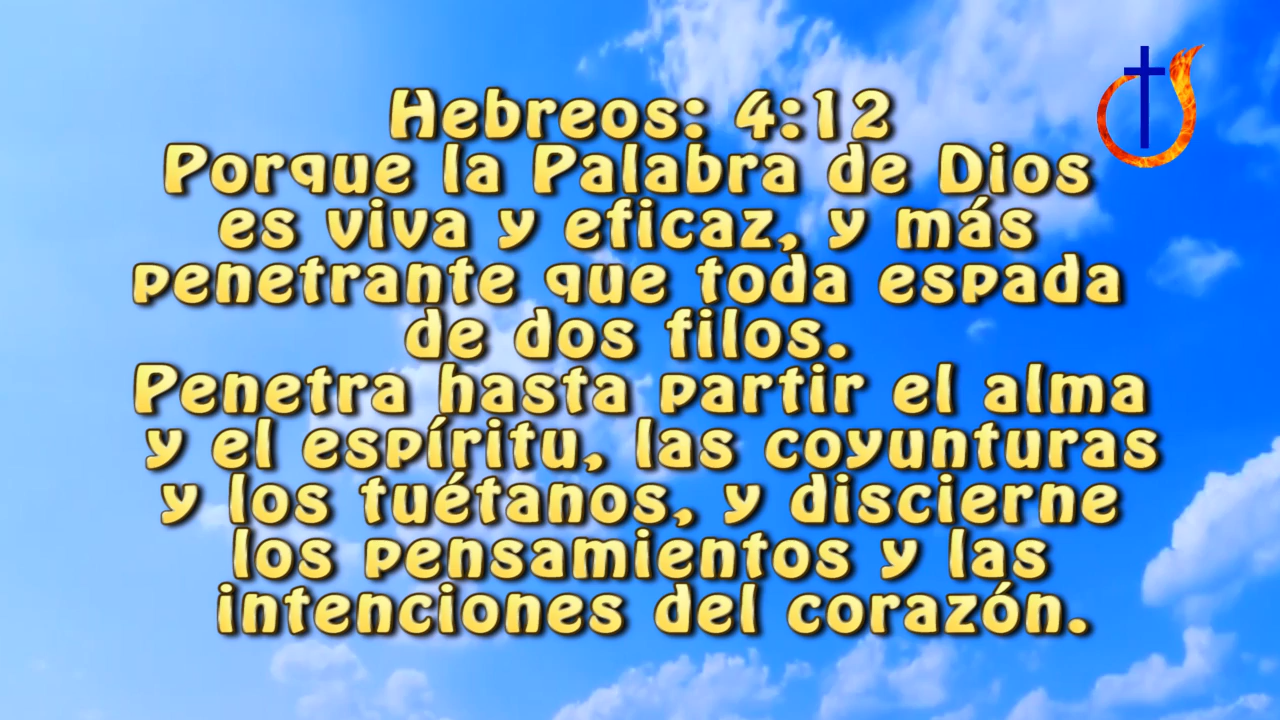 Hebreos: 4:12
Porque la Palabra de Dios
es viva y eficaz, y más
penetrante que toda espada
de dos filos.
Penetra hasta partir el alma
y el espíritu, las coyunturas
y los tuétanos, y discierne
los pensamientos y las
intenciones del corazón.